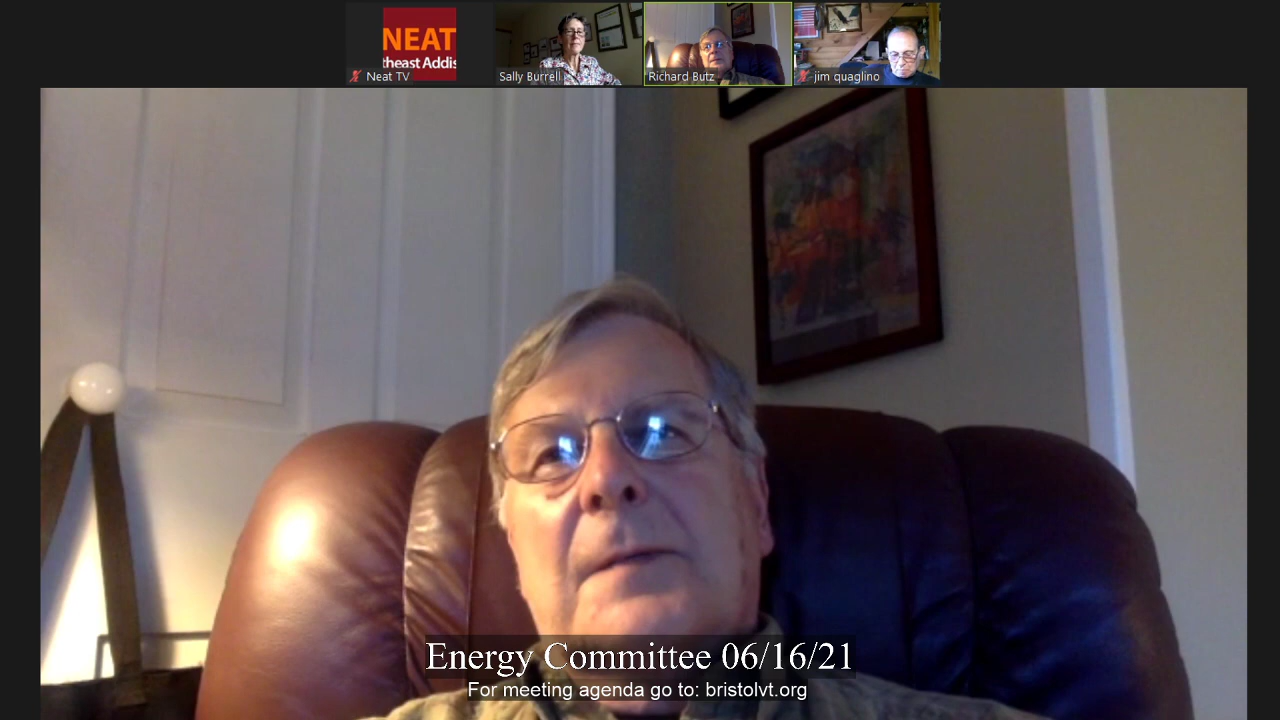 NEAT
theast Addis
Neat TV
Sally Burrell
Richard Butz
jim quaglino
Energy Committee 06/16/21
For meeting agenda go to: bristolvt.org